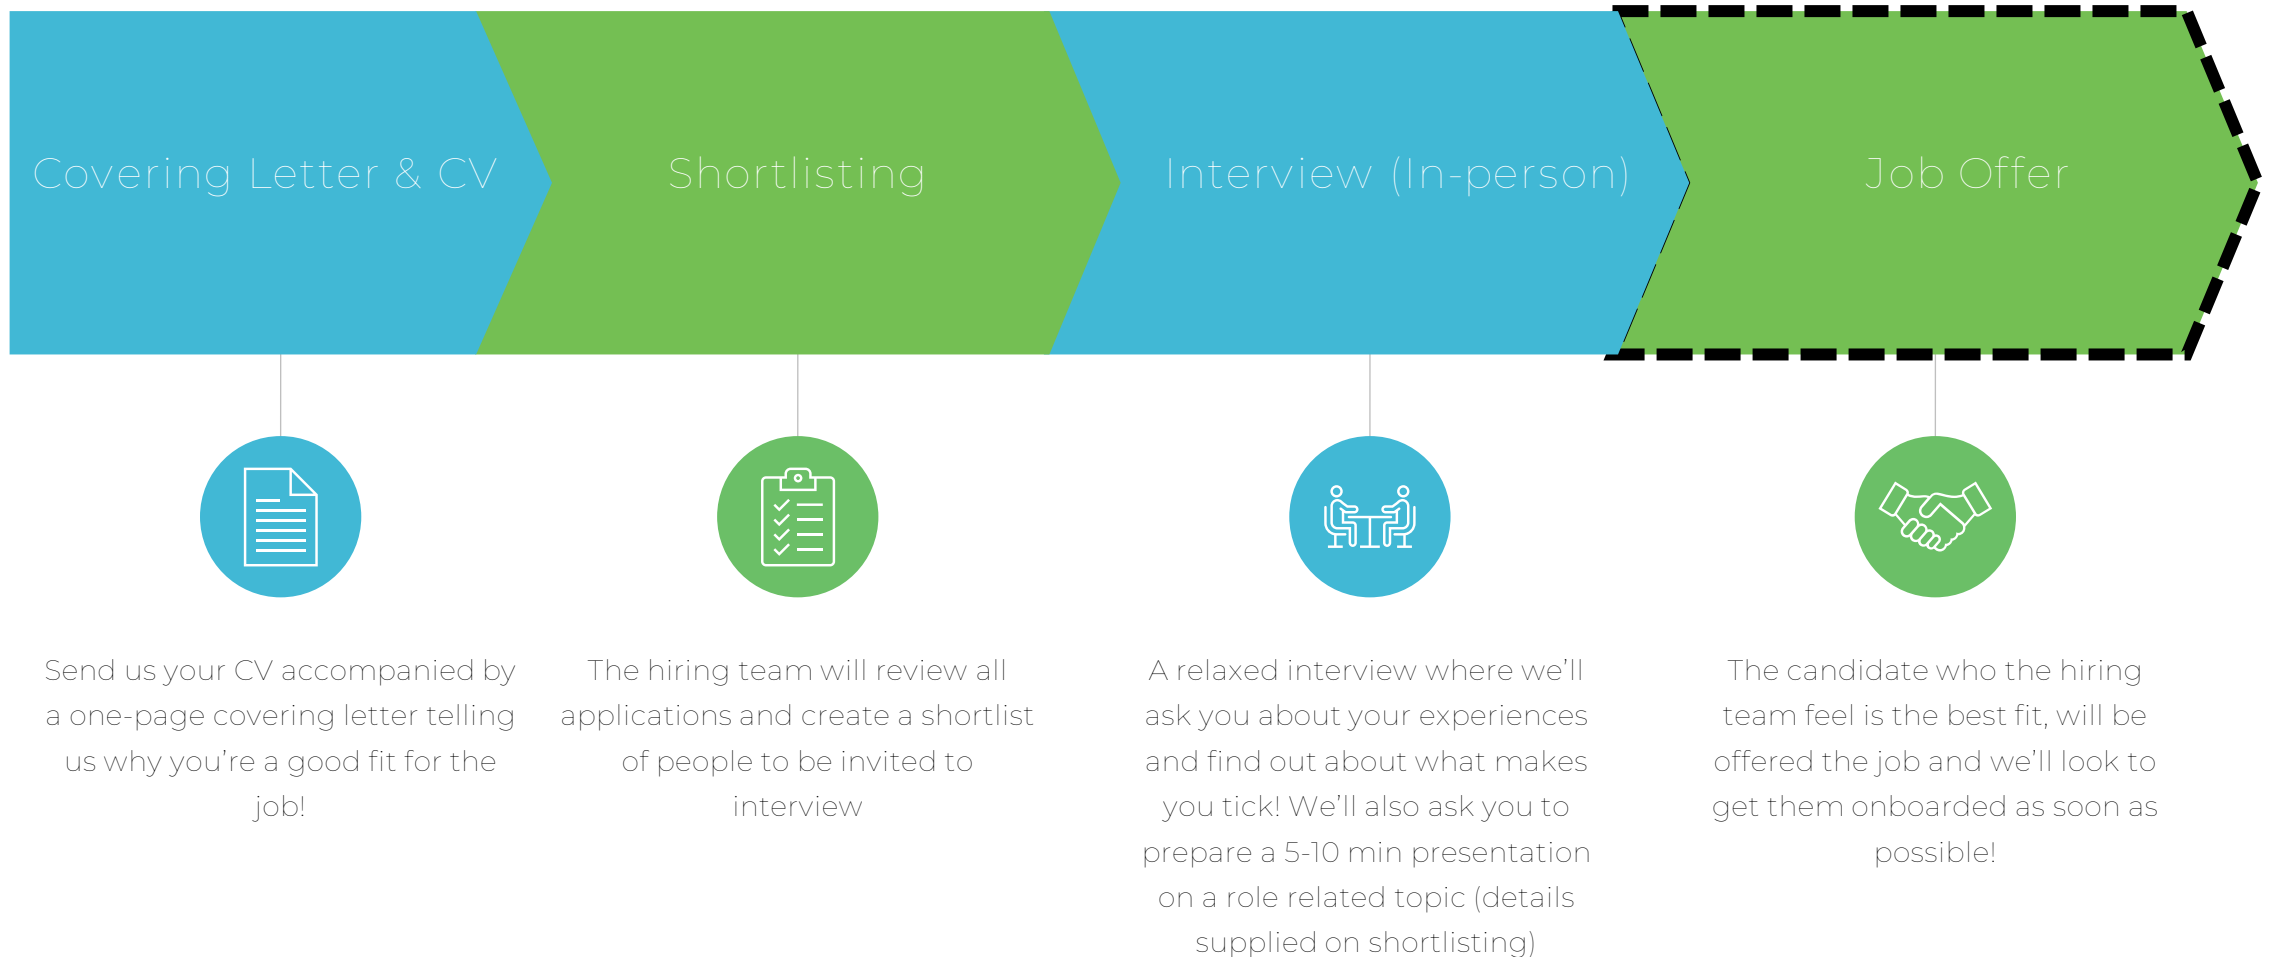 Covering Letter & CV
Shortlisting
Interview (In-person)
Job Offer
Send us your CV accompanied by
a one-page covering letter telling
us why you’re a good fit for the
job!
The hiring team will review all
applications and create a shortlist
of people to be invited to
interview
A relaxed interview where we’ll
ask you about your experiences
and find out about what makes
you tick! We’ll also ask you to
prepare a 5-10 min presentation
on a role related topic (details
supplied on shortlisting)
The candidate who the hiring
team feel is the best fit, will be
offered the job and we’ll look to
get them onboarded as soon as
possible!